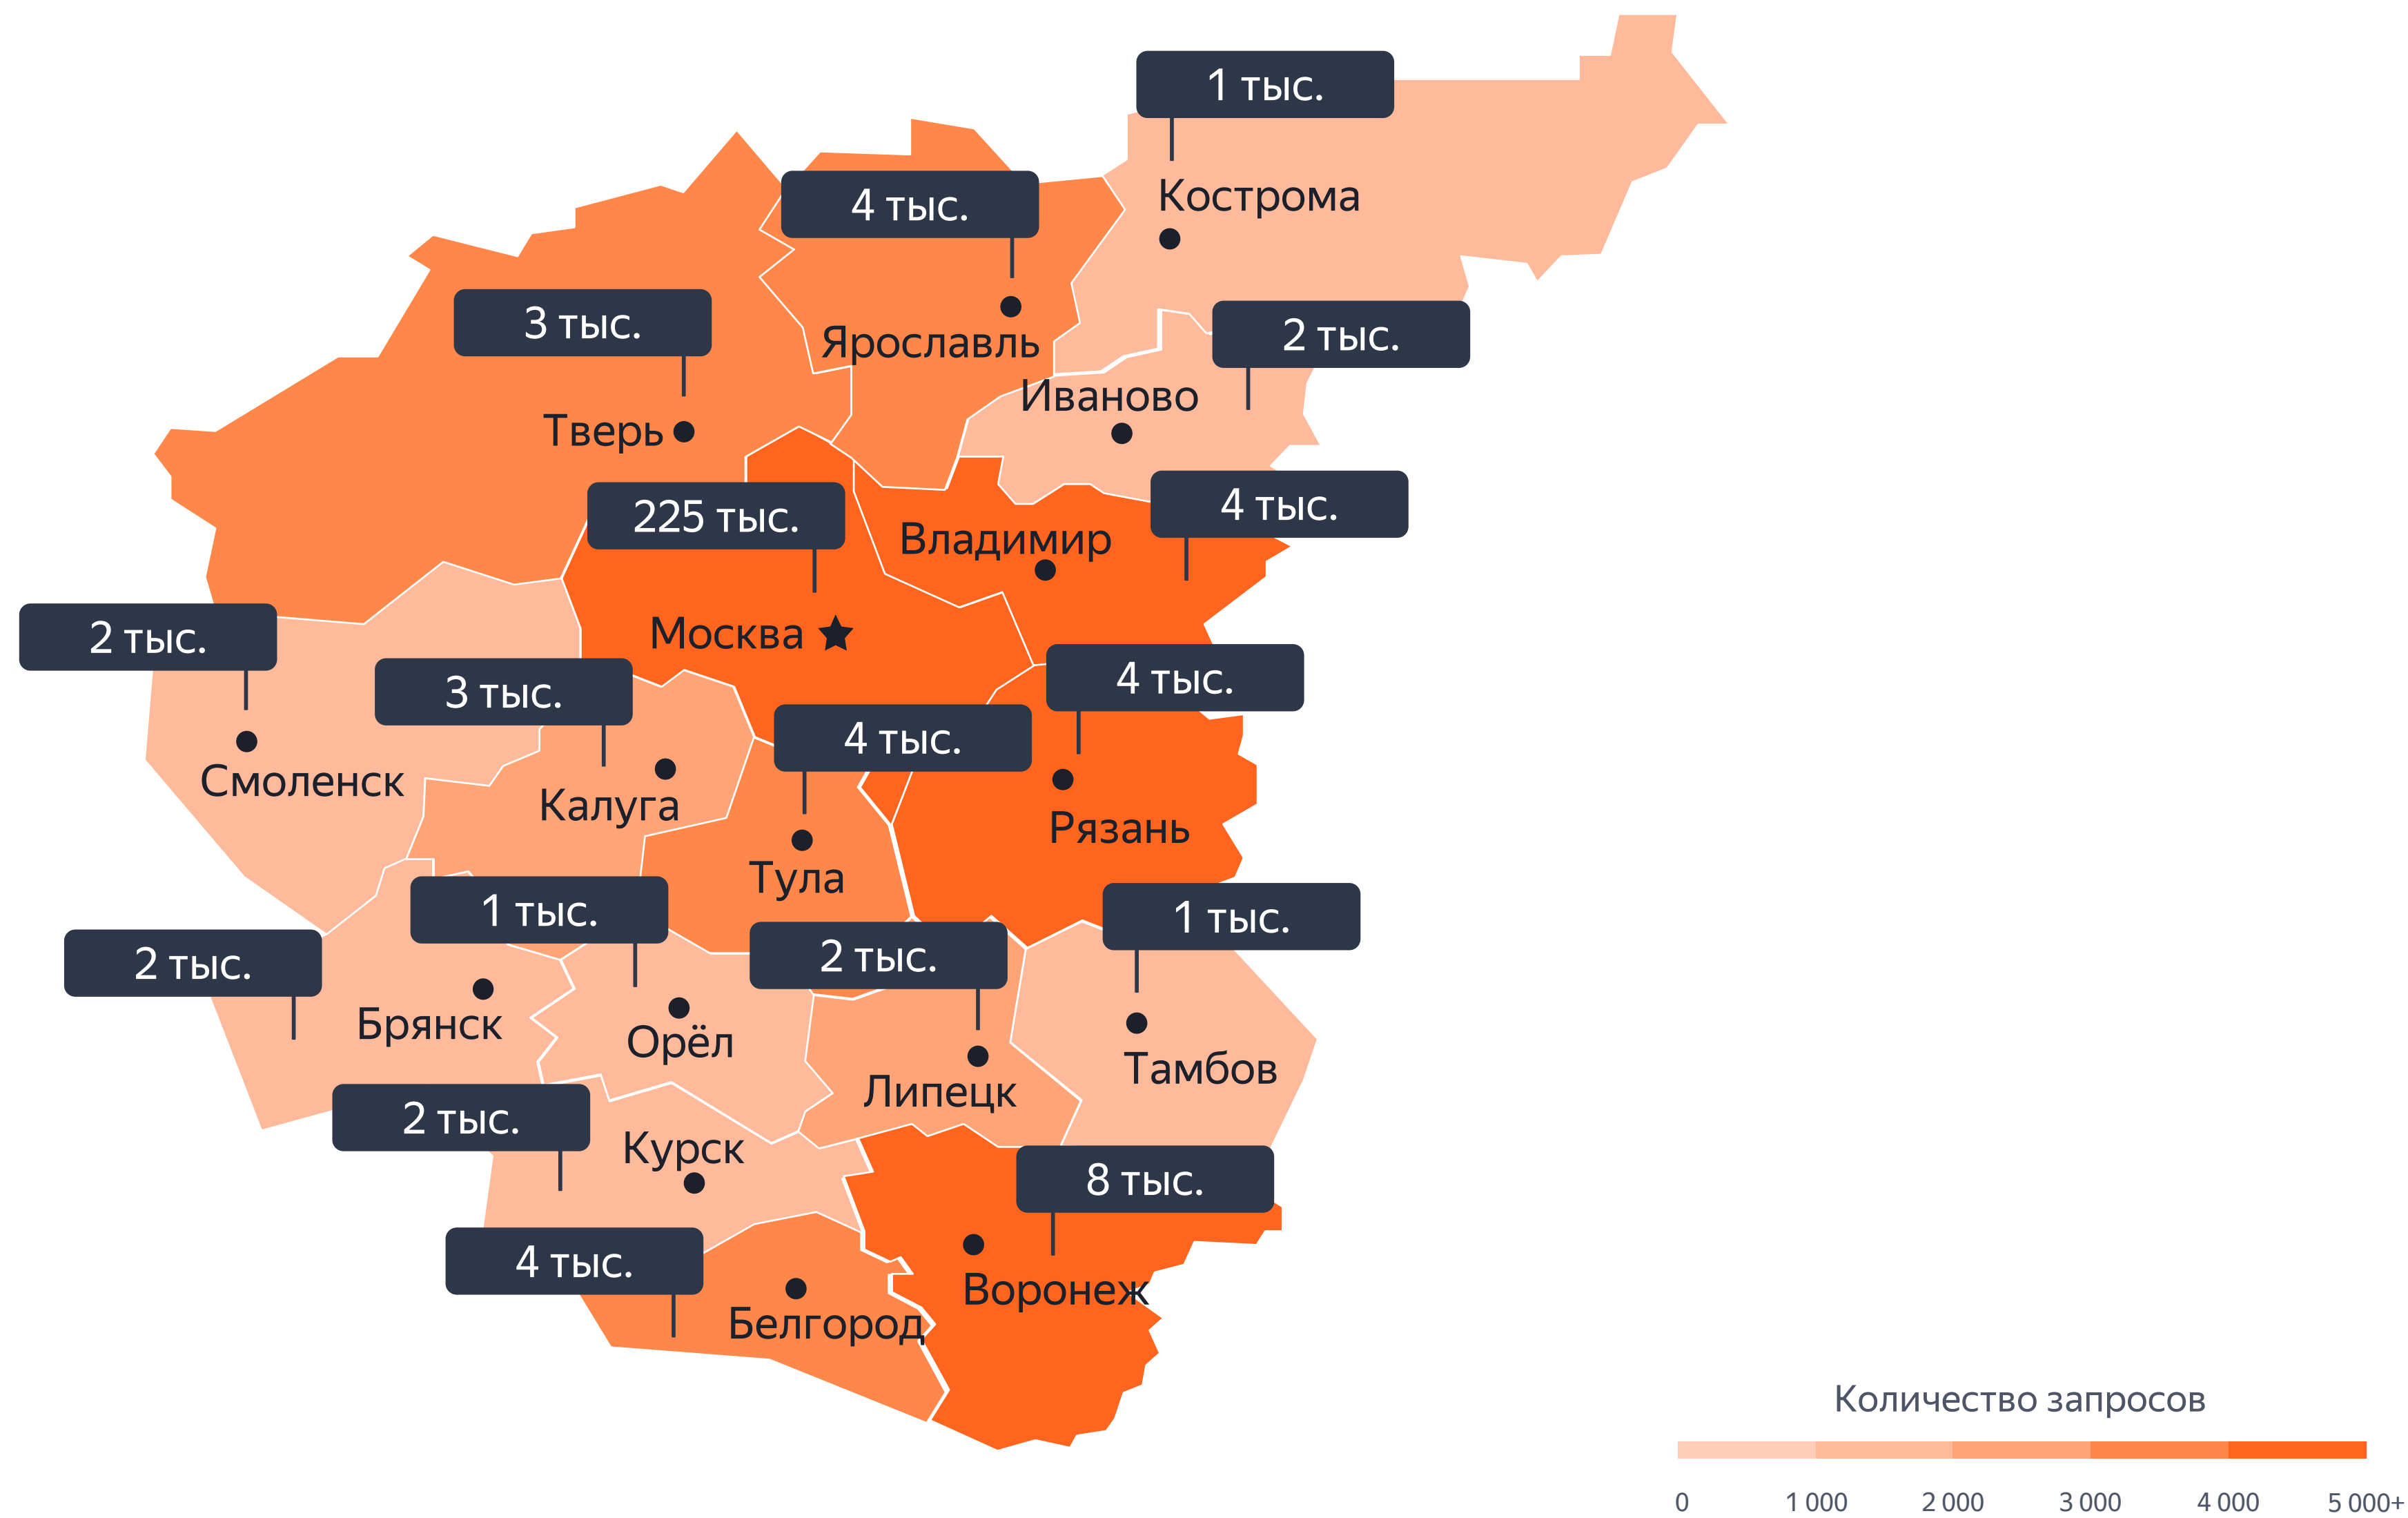 1 тыс.
Кострома
4 тыс.
Ярославль
3 тыс.
Тверь
2 тыс.
Иваново
225 тыс.
Москва
4 тыс.
Владимир
2 тыс.
Смоленск
3 тыс.
Калуга
4 тыс.
Тула
4 тыс.
Рязань
2 тыс.
Брянск
1 тыс.
Орёл
2 тыс.
Липецк
1 тыс.
Тамбов
2 тыс.
Курск
8 тыс.
Воронеж
4 тыс.
Белгород
Количество запросов
0 1 000 2 000 3 000 4 000 5 000+